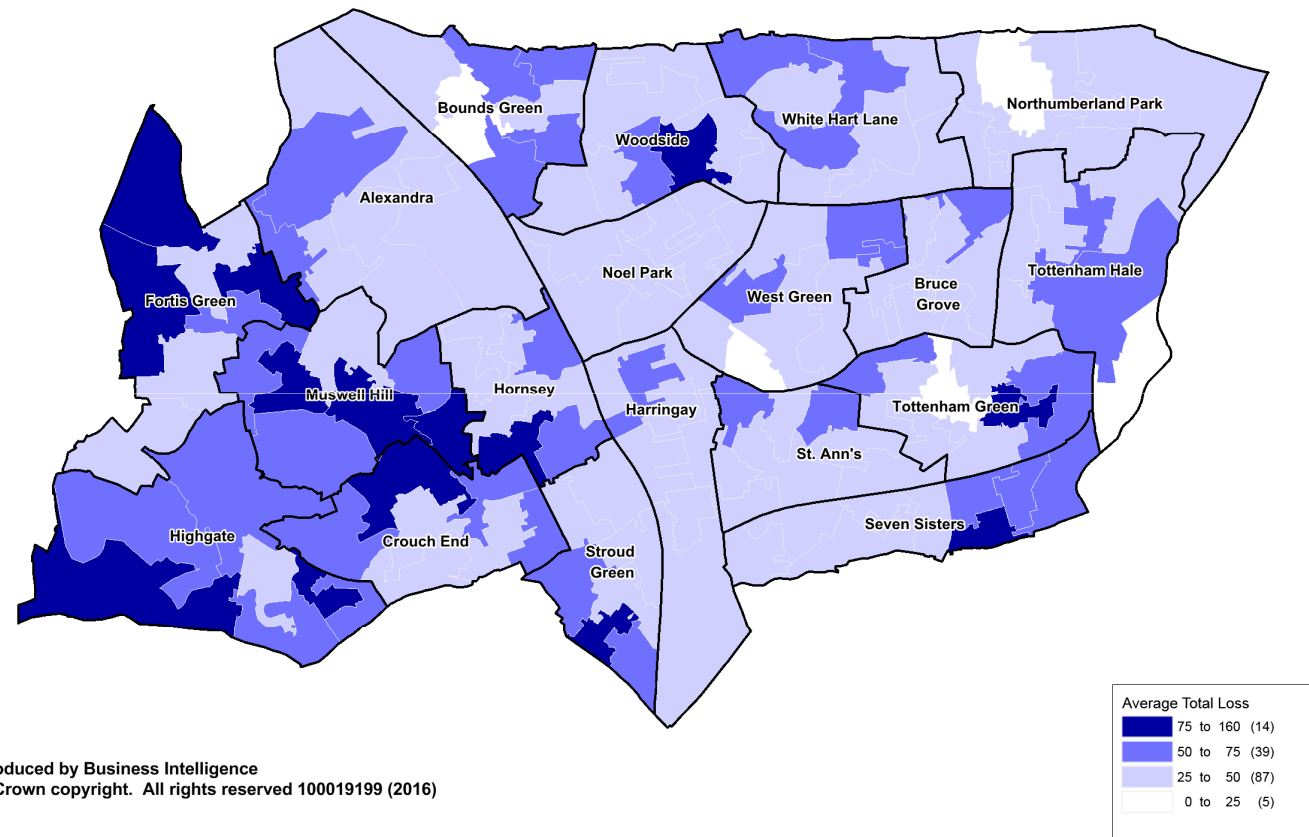 Bounds Green
Northumberland Park
White Hart Lane
Woodside
Alexandra
Noel Park
Tottenham Hale
Fortis Green
West Green
Bruce
Grove
Muswell Hill
Hornsey
Harringay
Tottenham Green
St. Ann's
Seven Sisters
Highgate
Crouch End
Stroud
Green
Average Total Loss
75 to 160 (14)
50 to 75 (39)
25 to 50 (87)
0 to 25 (5)
oduced by Business Intelligence
Crown copyright. All rights reserved 100019199 (2016)